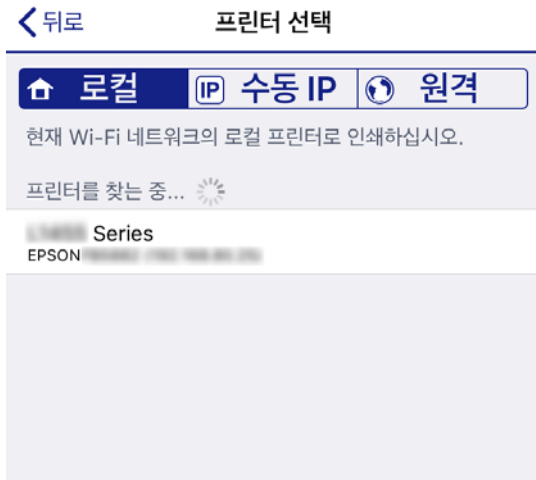 뒤로 프린터 선택
로컬 IP 수동 IP 원격
현재 Wi-Fi 네트워크의 로컬 프린터로 인쇄하십시오.
프린터를 찾는 중...
Series
EPSON